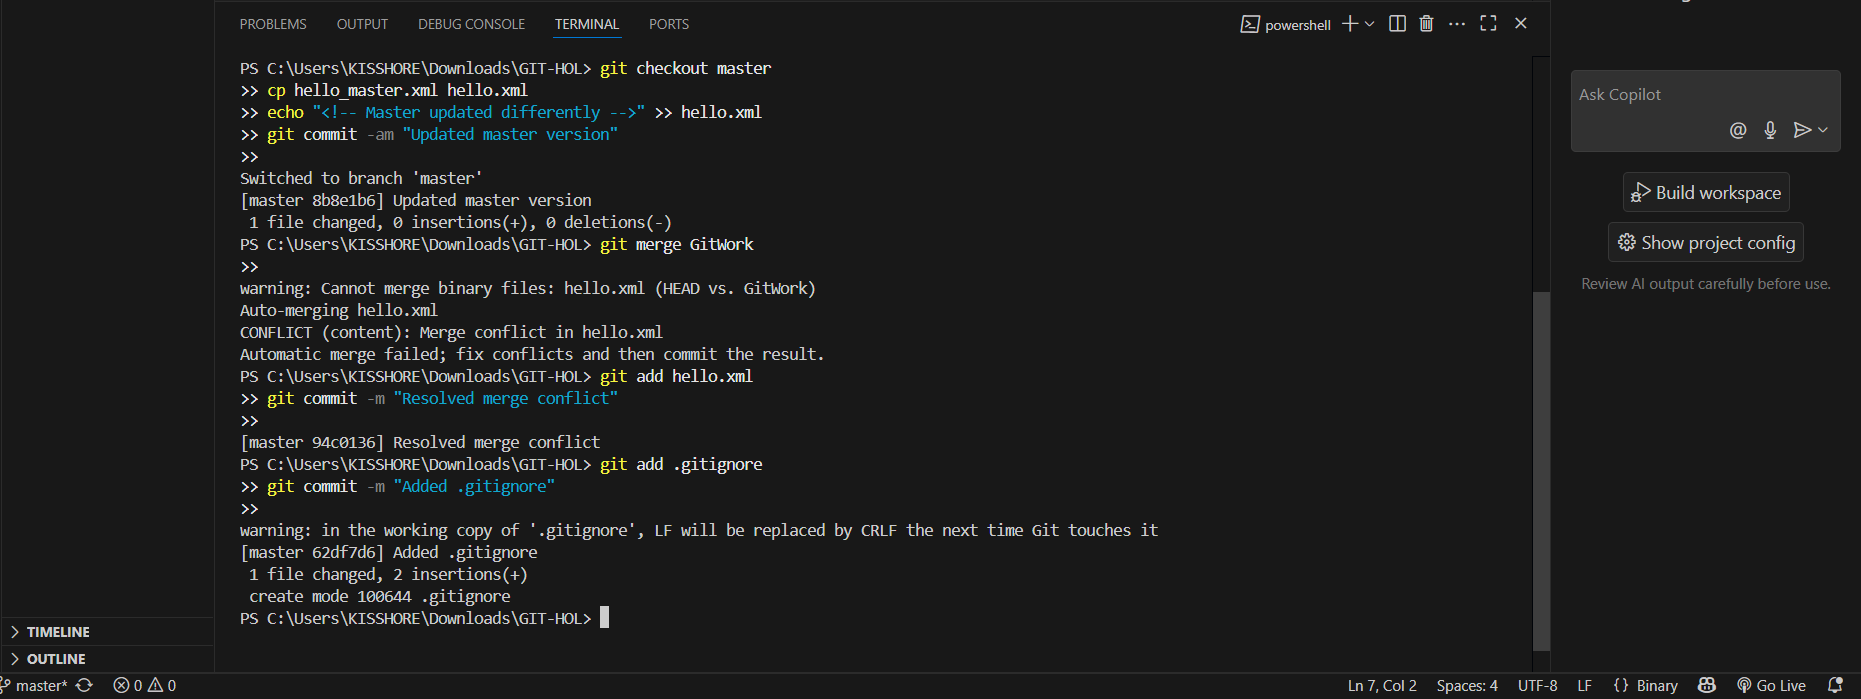 PROBLEMS OUTPUT DEBUG CONSOLE TERMINAL PORTS powershell
PS C:\Users\KISSHORE\Downloads\GIT-HOL> git checkout master
>> cp hello_master.xml hello.xml
>> echo "<!-- Master updated differently -->" >> hello.xml
>> git commit -am "Updated master version"
>>
Switched to branch 'master'
[master 8b8e1b6] Updated master version
 1 file changed, 0 insertions(+), 0 deletions(-)
PS C:\Users\KISSHORE\Downloads\GIT-HOL> git merge GitWork
>>
warning: Cannot merge binary files: hello.xml (HEAD vs. GitWork)
Auto-merging hello.xml
CONFLICT (content): Merge conflict in hello.xml
Automatic merge failed; fix conflicts and then commit the result.
PS C:\Users\KISSHORE\Downloads\GIT-HOL> git add hello.xml
>> git commit -m "Resolved merge conflict"
>>
[master 94c0136] Resolved merge conflict
PS C:\Users\KISSHORE\Downloads\GIT-HOL> git add .gitignore
>> git commit -m "Added .gitignore"
>>
warning: in the working copy of '.gitignore', LF will be replaced by CRLF the next time Git touches it
[master 62df7d6] Added .gitignore
 1 file changed, 2 insertions(+)
 create mode 100644 .gitignore
PS C:\Users\KISSHORE\Downloads\GIT-HOL>
Ask Copilot
@
Build workspace
Show project config
Review AI output carefully before use.
TIMELINE
OUTLINE
master* 0 0 Ln 7, Col 2 Spaces: 4 UTF-8 LF {} Binary Go Live